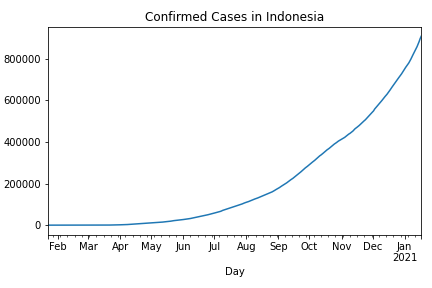 Confirmed Cases in Indonesia
800000
600000
400000
200000
0
Feb Mar Apr May Jun Jul Aug Sep Oct Nov Dec Jan
2021
Day